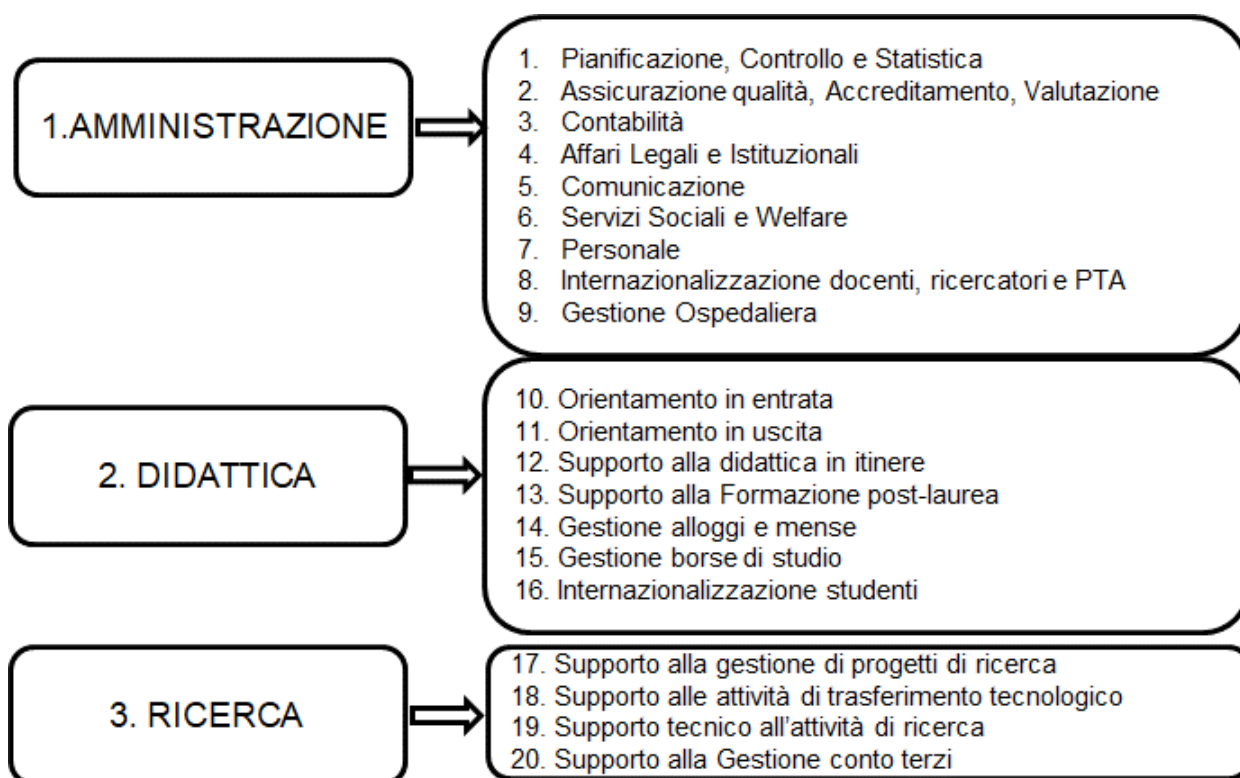 1.AMMINISTRAZIONE
1. Pianificazione, Controllo e Statistica
2. Assicurazione qualità, Accreditamento, Valutazione
3. Contabilità
4. Affari Legali e Istituzionali
5. Comunicazione
6. Servizi Sociali e Welfare
7. Personale
8. Internazionalizzazione docenti, ricercatori e PTA
9. Gestione Ospedaliera
2. DIDATTICA
10. Orientamento in entrata
11. Orientamento in uscita
12. Supporto alla didattica in itinere
13. Supporto alla Formazione post-laurea
14. Gestione alloggi e mense
15. Gestione borse di studio
16. Internazionalizzazione studenti
3. RICERCA
17. Supporto alla gestione di progetti di ricerca
18. Supporto alle attività di trasferimento tecnologico
19. Supporto tecnico all'attività di ricerca
20. Supporto alla Gestione conto terzi